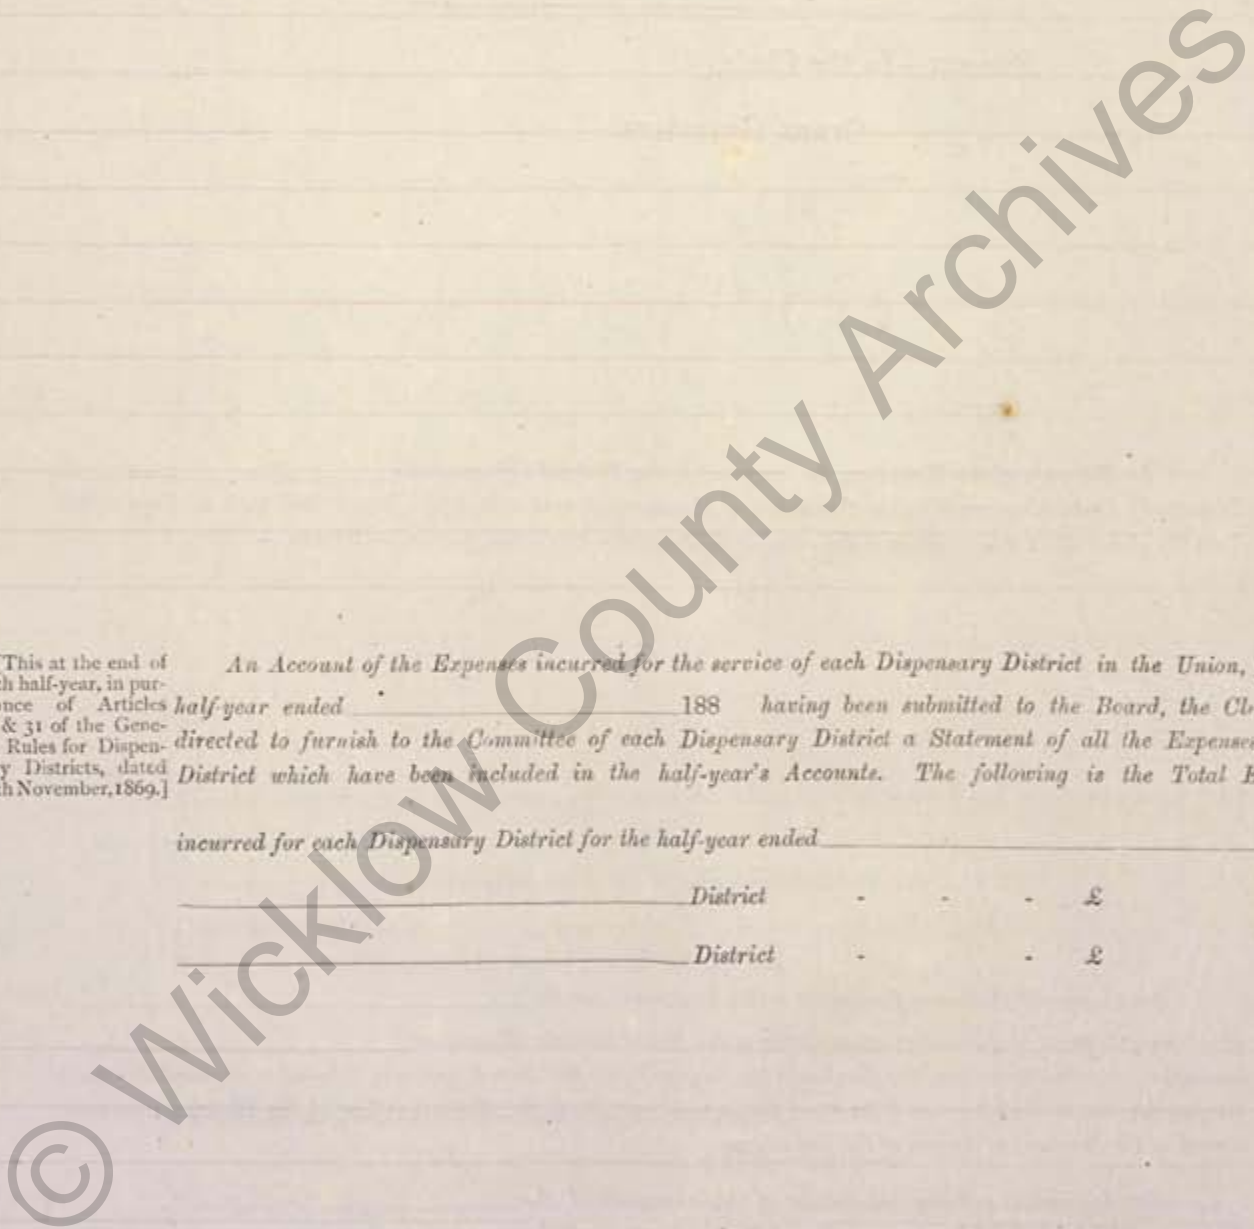 This at the end of
h half-year, in pur-
nce of Articles
& 31 of the Gene-
Rules for Dispen-
y Districts, dated
h November, 1869.]
An Account of the Expenses incurred for the service of each Dispensary District in the Union,
half-year ended 188 having been submitted to the Board, the Cl
directed to furnish to the Committee of each Dispensary District a Statement of all the Expenses
District which have been included in the half-year's Accounts. The following is the Total E
incurred for each Dispensary District for the half-year ended
District - - - £
District - - £
© Wicklow County Archives